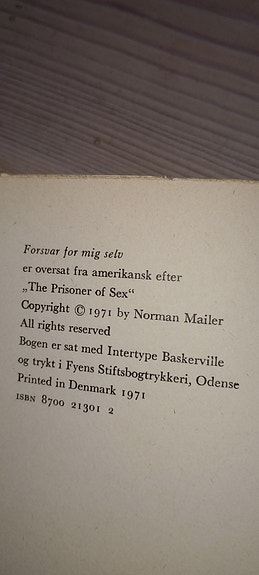 Forsvar for mig selv
er oversat fra amerikansk efter
„The Prisoner of Sex“
Copyright © 1971 by Norman Mailer
All rights reserved
Bogen er sat med Intertype Baskerville
og trykt i Fyens Stiftsbogtrykkeri, Odense
Printed in Denmark 1971
ISBN 8700 21301 2